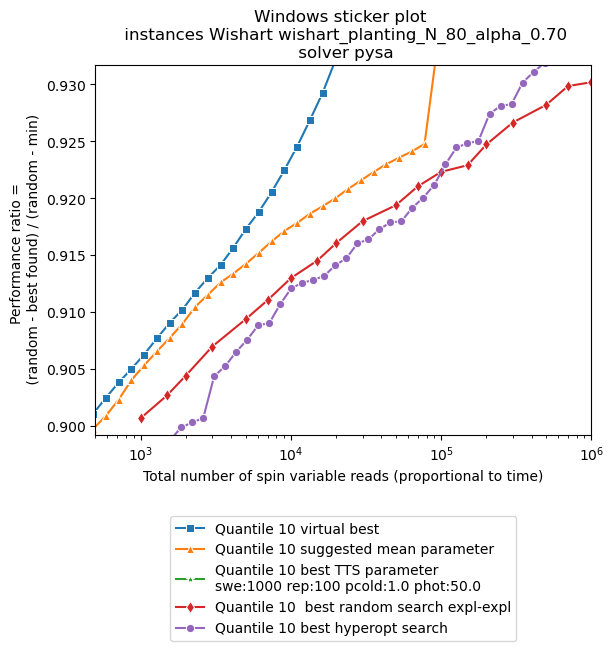 Windows sticker plot
instances Wishart wishart_planting_N_80_alpha_0.70
solver pysa
Performance ratio =
(random - best found) / (random - min)
0.930
0.925
0.920
0.915
0.910
0.905
0.900
10³
10⁴
10⁵
10⁶
Total number of spin variable reads (proportional to time)
Quantile 10 virtual best
Quantile 10 suggested mean parameter
Quantile 10 best TTS parameter
swe:1000 rep:100 pcold:1.0 phot:50.0
Quantile 10  best random search expl-expl
Quantile 10 best hyperopt search